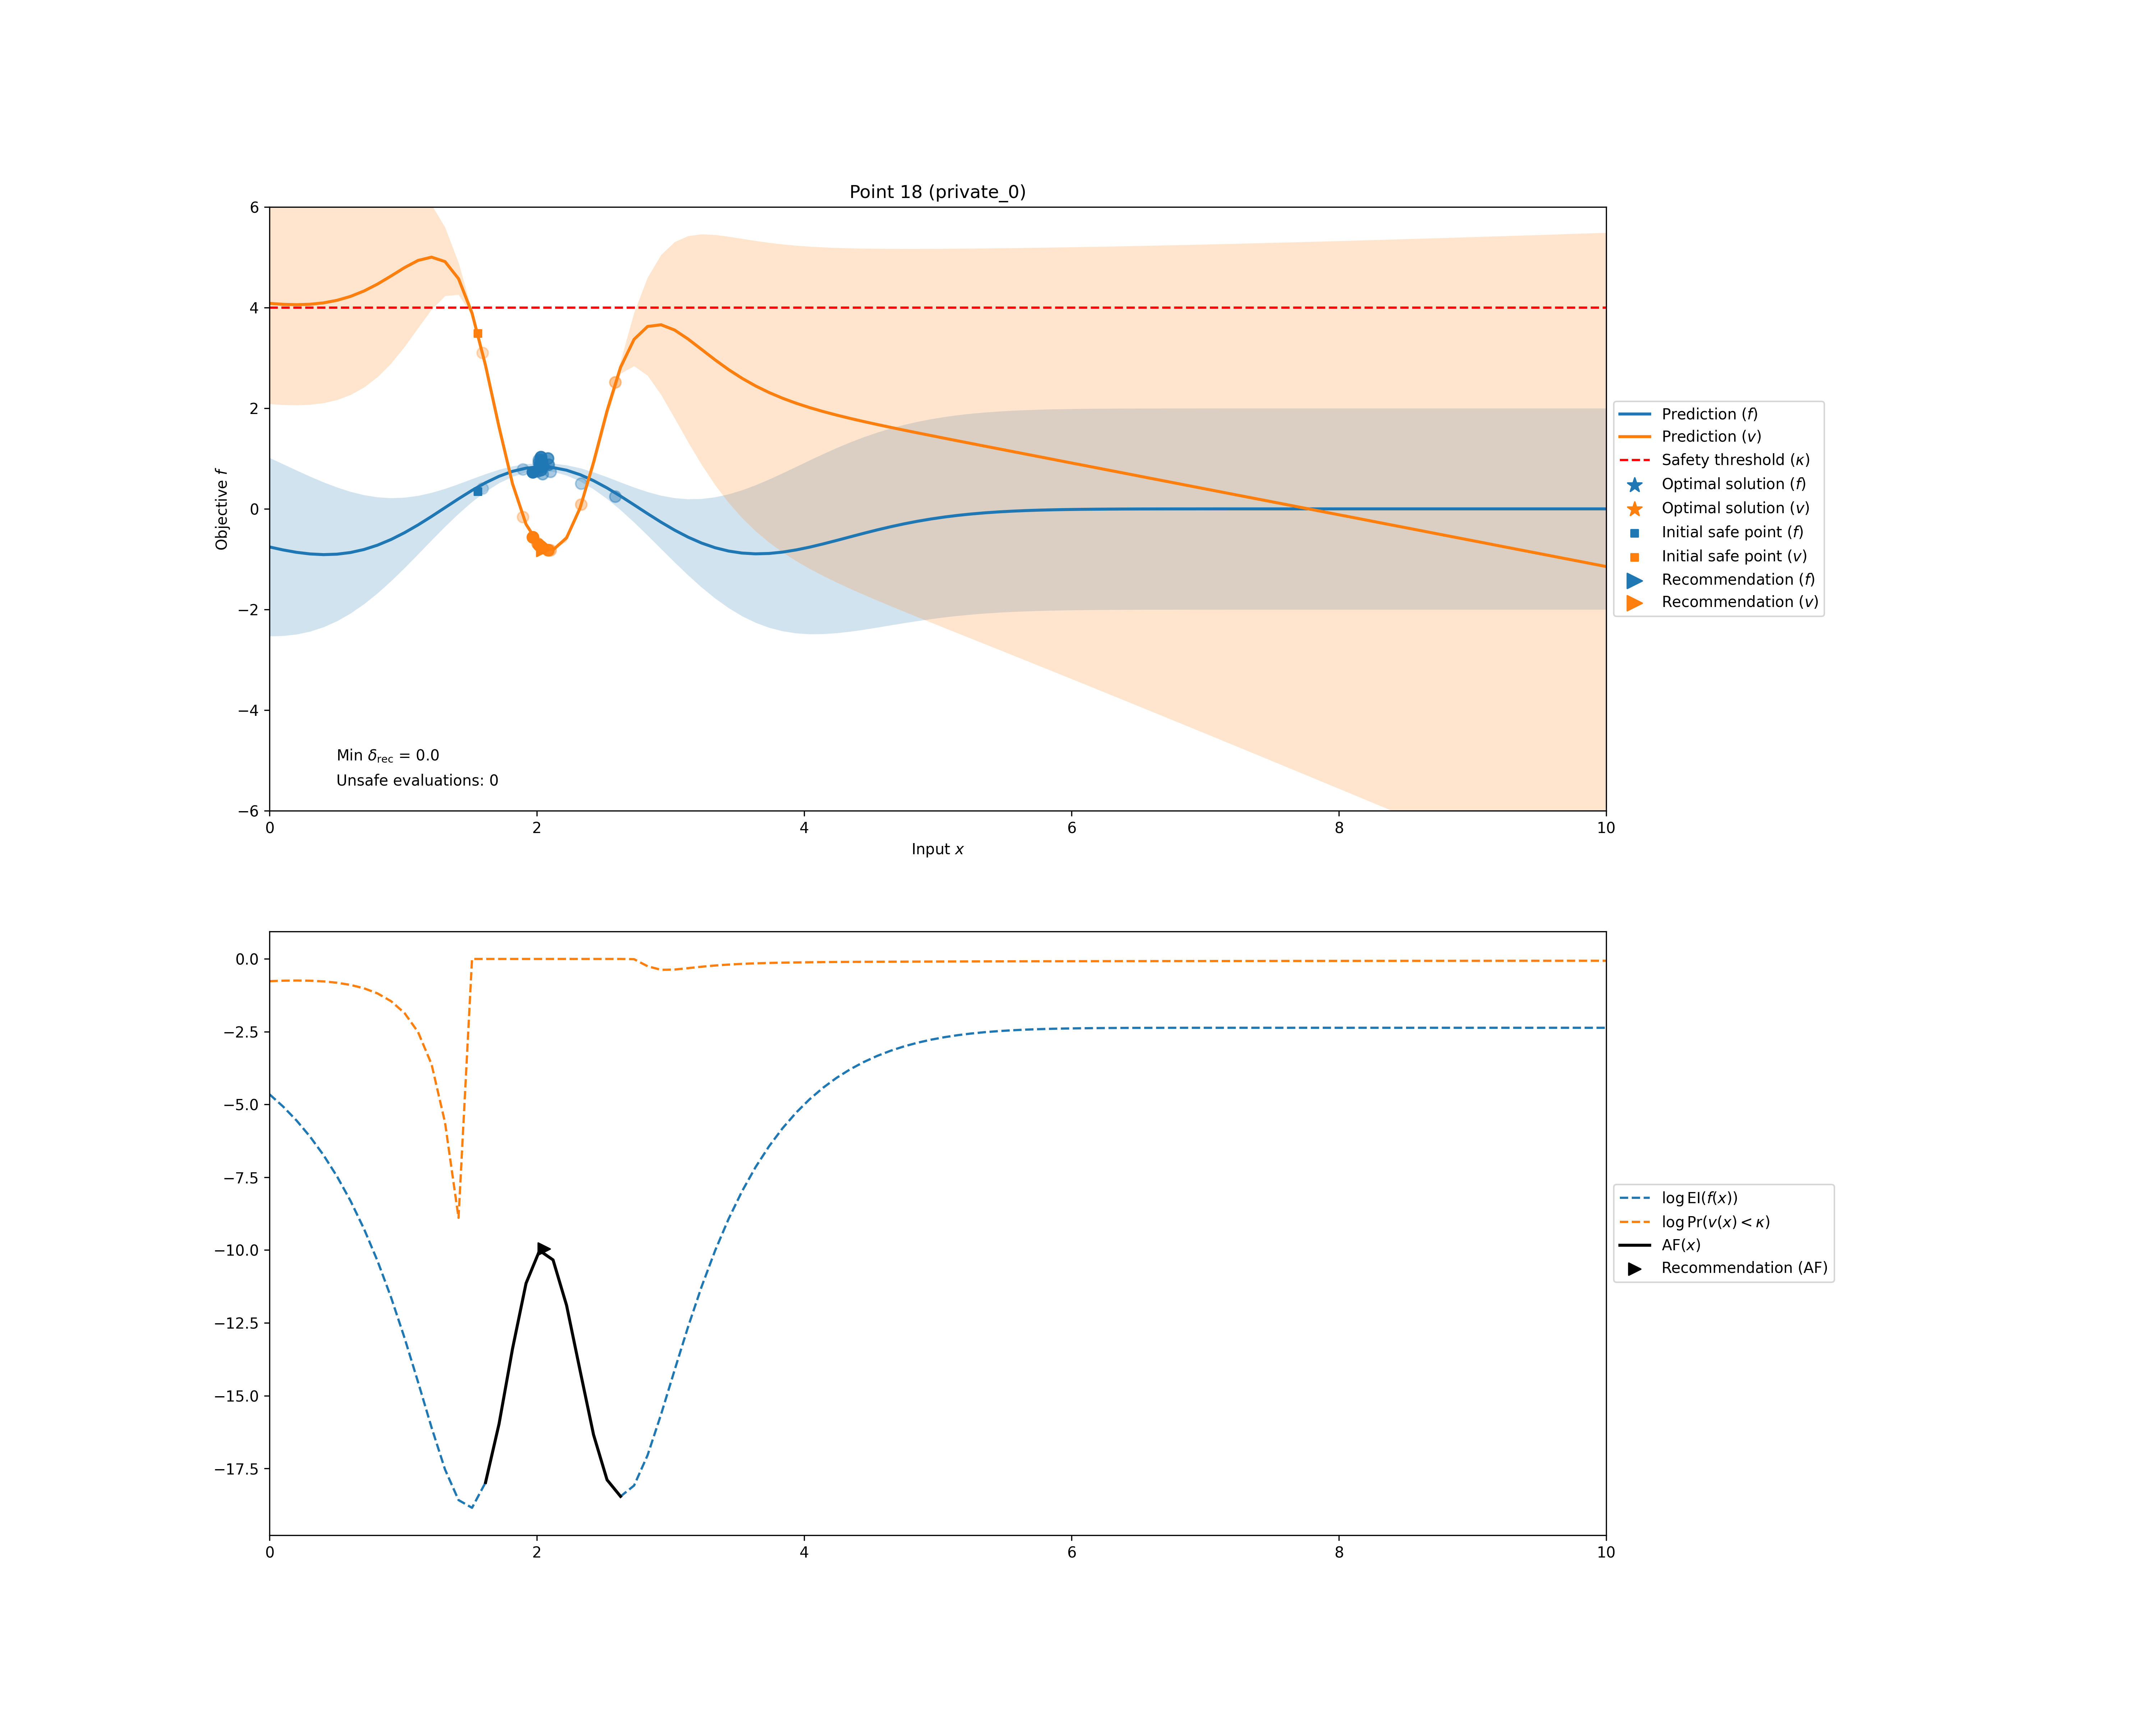 Point 18 (private_0)
6
4
2
0
−2
−4
−6
Objective f
Min δrec = 0.0
Unsafe evaluations: 0
0 2 4 6 8 10
Input x
Prediction (f)
Prediction (v)
Safety threshold (κ)
Optimal solution (f)
Optimal solution (v)
Initial safe point (f)
Initial safe point (v)
Recommendation (f)
Recommendation (v)
0.0
−2.5
−5.0
−7.5
−10.0
−12.5
−15.0
−17.5
0 2 4 6 8 10
log EI(f(x))
log Pr(v(x) < κ)
AF(x)
Recommendation (AF)